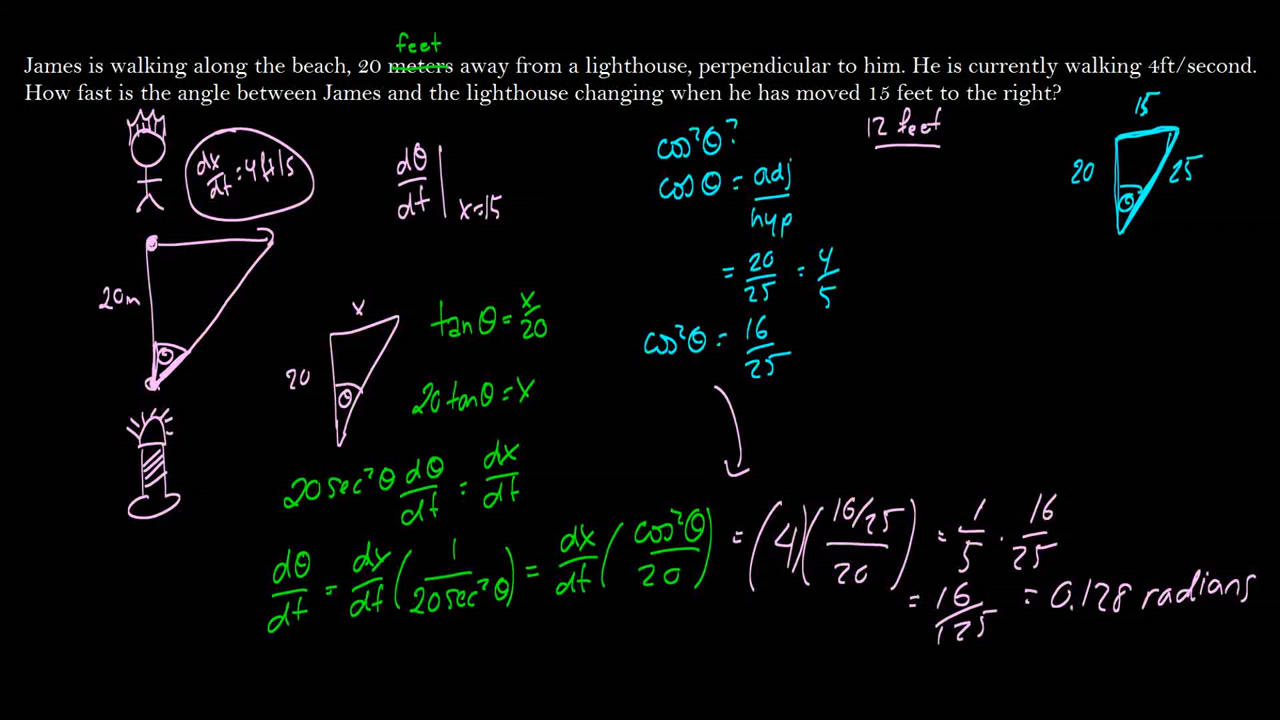 feet
James is walking along the beach, 20 meters away from a lighthouse, perpendicular to him. He is currently walking 4ft/second.
How fast is the angle between James and the lighthouse changing when he has moved 15 feet to the right?
dx/dt = 4 ft/s
dθ/dt | x=15
20m
θ
x
20
θ
tanθ = x/20
20 tanθ = x
20 sec²θ dθ/dt = dx/dt
dθ/dt = dx/dt (1/(20 sec²θ)) = dx/dt (cos²θ/20) = (4)((16/25)/20) = 1/5 · 16/25
= 16/125 = 0.128 radians
cos²θ?
cosθ = adj/hyp
= 20/25 = 4/5
cos²θ = 16/25
12 feet
15
20
25
θ